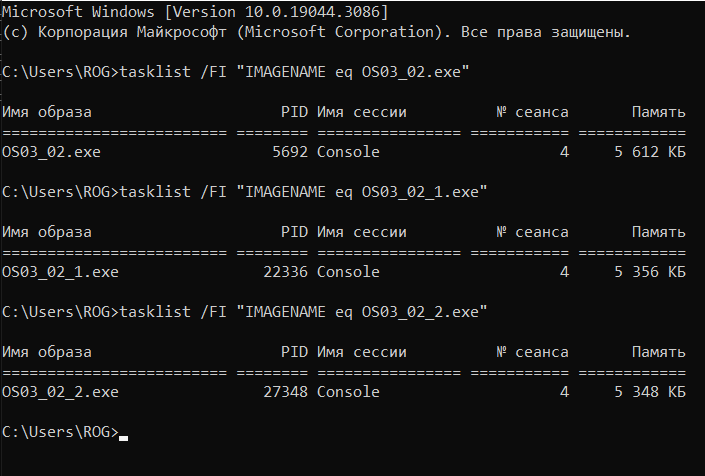 Microsoft Windows [Version 10.0.19044.3086]
(c) Корпорация Майкрософт (Microsoft Corporation). Все права защищены.
C:\Users\ROG>tasklist /FI "IMAGENAME eq OS03_02.exe"
Имя образа                     PID Имя сессии          № сеанса       Память
========================= ======== ================ =========== ============
OS03_02.exe                   5692 Console                    4     5 612 КБ
C:\Users\ROG>tasklist /FI "IMAGENAME eq OS03_02_1.exe"
Имя образа                     PID Имя сессии          № сеанса       Память
========================= ======== ================ =========== ============
OS03_02_1.exe                22336 Console                    4     5 356 КБ
C:\Users\ROG>tasklist /FI "IMAGENAME eq OS03_02_2.exe"
Имя образа                     PID Имя сессии          № сеанса       Память
========================= ======== ================ =========== ============
OS03_02_2.exe                27348 Console                    4     5 348 КБ
C:\Users\ROG>